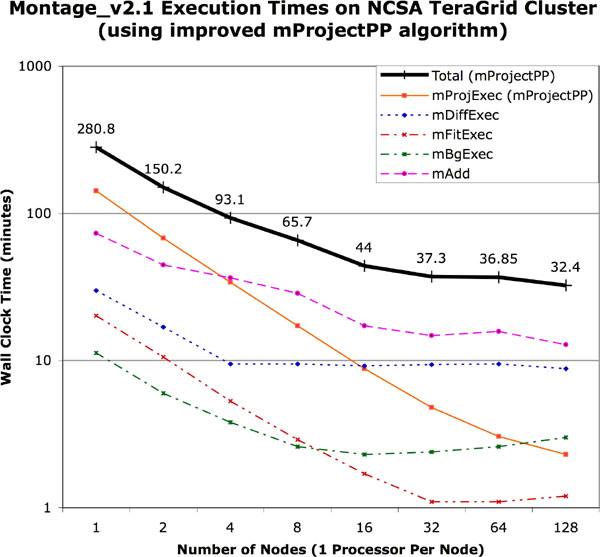 Montage_v2.1 Execution Times on NCSA TeraGrid Cluster
(using improved mProjectPP algorithm)
Wall Clock Time (minutes)
1000
100
10
1
Total (mProjectPP)
mProjExec (mProjectPP)
mDiffExec
mFitExec
mBgExec
mAdd
280.8
150.2
93.1
65.7
44
37.3
36.85
32.4
1 2 4 8 16 32 64 128
Number of Nodes (1 Processor Per Node)